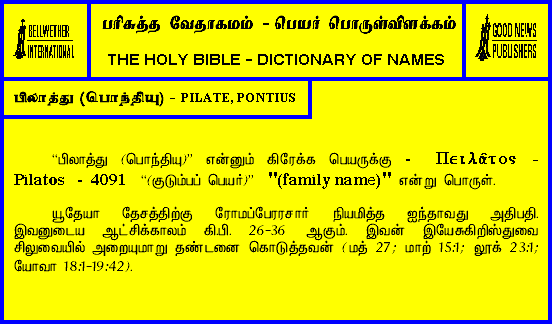 BELLWETHER
INTERNATIONAL
பரிசுத்த வேதாகமம் - பெயர் பொருள்விளக்கம்
THE HOLY BIBLE - DICTIONARY OF NAMES
GOOD NEWS
PUBLISHERS
பிலாத்து (பொந்தியு) - PILATE, PONTIUS
“பிலாத்து (பொந்தியு)” என்னும் கிரேக்க பெயருக்கு - Πειλᾶτος -
Pilatos - 4091 “(குடும்பப் பெயர்)” "(family name)" என்று பொருள்.
யூதேயா தேசத்திற்கு ரோமப்பேரரசார் நியமித்த ஐந்தாவது அதிபதி.
இவனுடைய ஆட்சிக்காலம் கி.பி. 26-36 ஆகும். இவன் இயேசுகிறிஸ்துவை
சிலுவையில் அறையுமாறு தண்டனை கொடுத்தவன் (மத் 27; மாற் 15:1; லூக் 23:1;
யோவா 18:1-19:42).